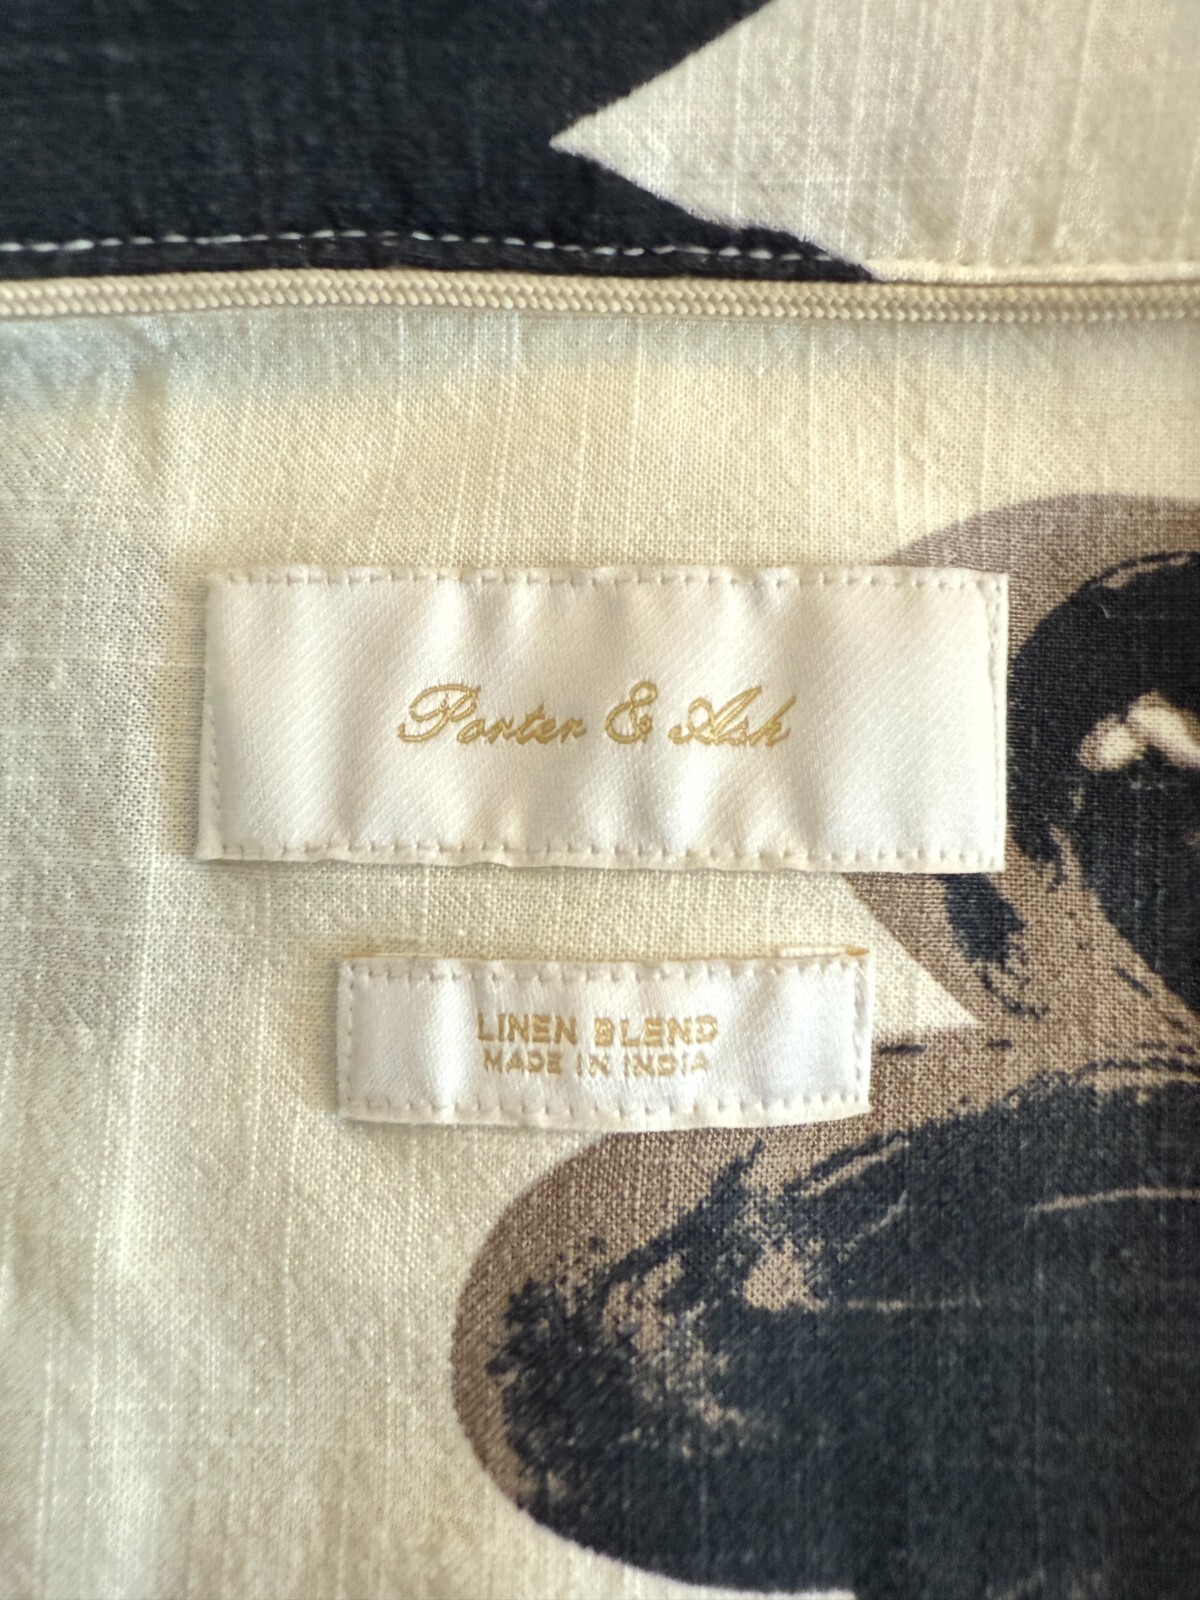 Porter & Ash
LINEN BLEND
MADE IN INDIA